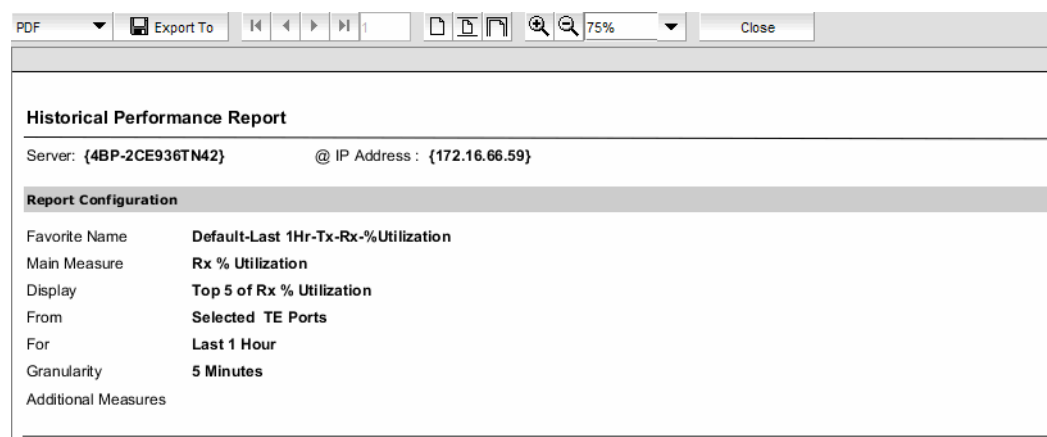 PDF Export To 1 75% Close
Historical Performance Report
Server: {4BP-2CE936TN42} @ IP Address : {172.16.66.59}
Report Configuration
Favorite Name Default-Last 1Hr-Tx-Rx-%Utilization
Main Measure Rx % Utilization
Display Top 5 of Rx % Utilization
From Selected TE Ports
For Last 1 Hour
Granularity 5 Minutes
Additional Measures